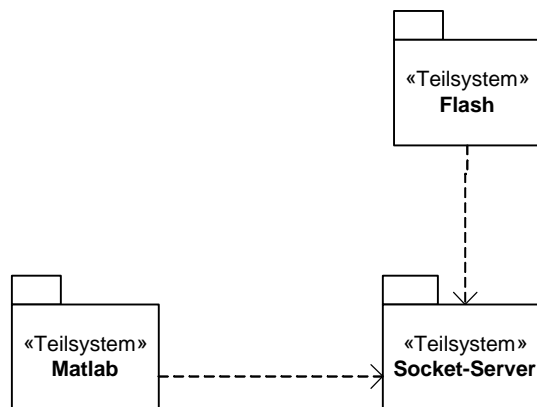 «Teilsystem»
Flash
«Teilsystem»
Matlab
«Teilsystem»
Socket-Server